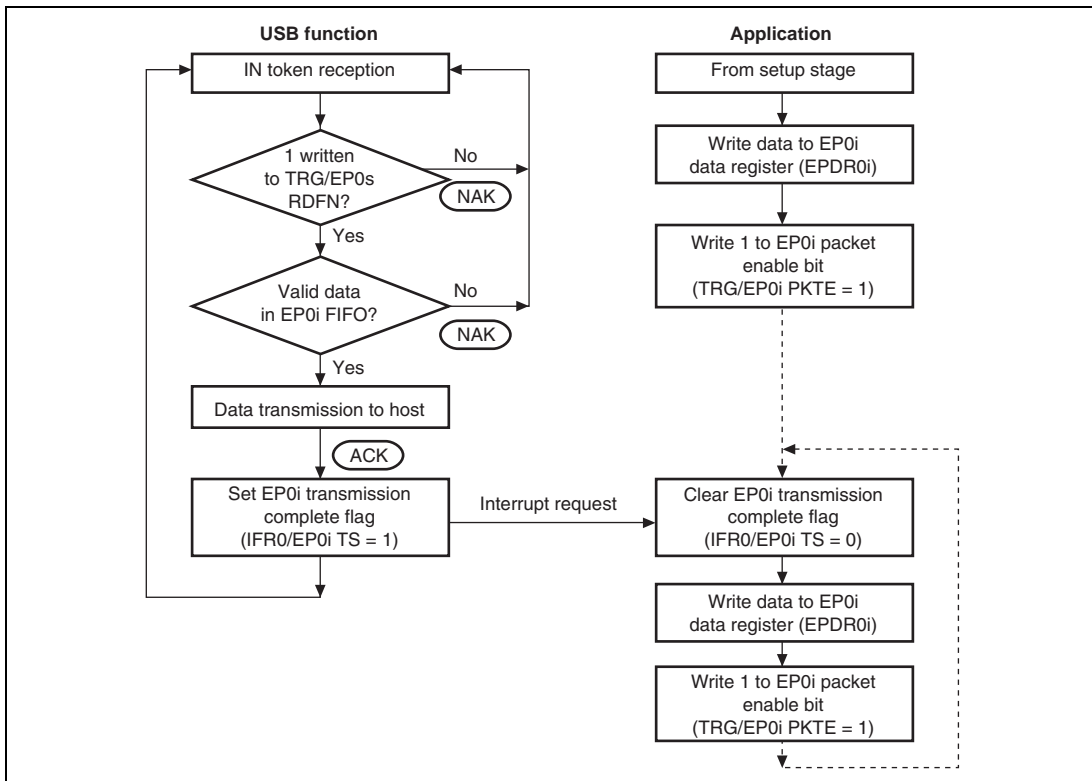 USB function
IN token reception
1 written
to TRG/EP0s
RDFN?
No
NAK
Yes
Valid data
in EP0i FIFO?
No
NAK
Yes
Data transmission to host
ACK
Set EP0i transmission
complete flag
(IFR0/EP0i TS = 1)
Interrupt request
Application
From setup stage
Write data to EP0i
data register (EPDR0i)
Write 1 to EP0i packet
enable bit
(TRG/EP0i PKTE = 1)
Clear EP0i transmission
complete flag
(IFR0/EP0i TS = 0)
Write data to EP0i
data register (EPDR0i)
Write 1 to EP0i packet
enable bit
(TRG/EP0i PKTE = 1)